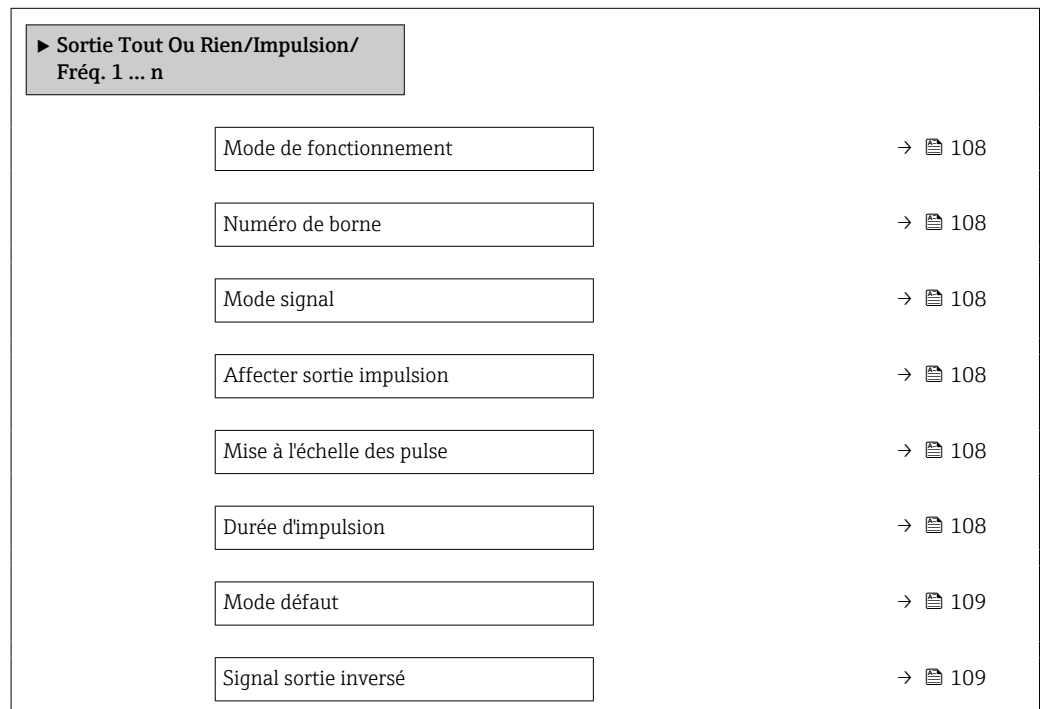 ▶ Sortie Tout Ou Rien/Impulsion/
Fréq. 1 ... n
Mode de fonctionnement → 108
Numéro de borne → 108
Mode signal → 108
Affecter sortie impulsion → 108
Mise à l'échelle des pulse → 108
Durée d'impulsion → 108
Mode défaut → 109
Signal sortie inversé → 109